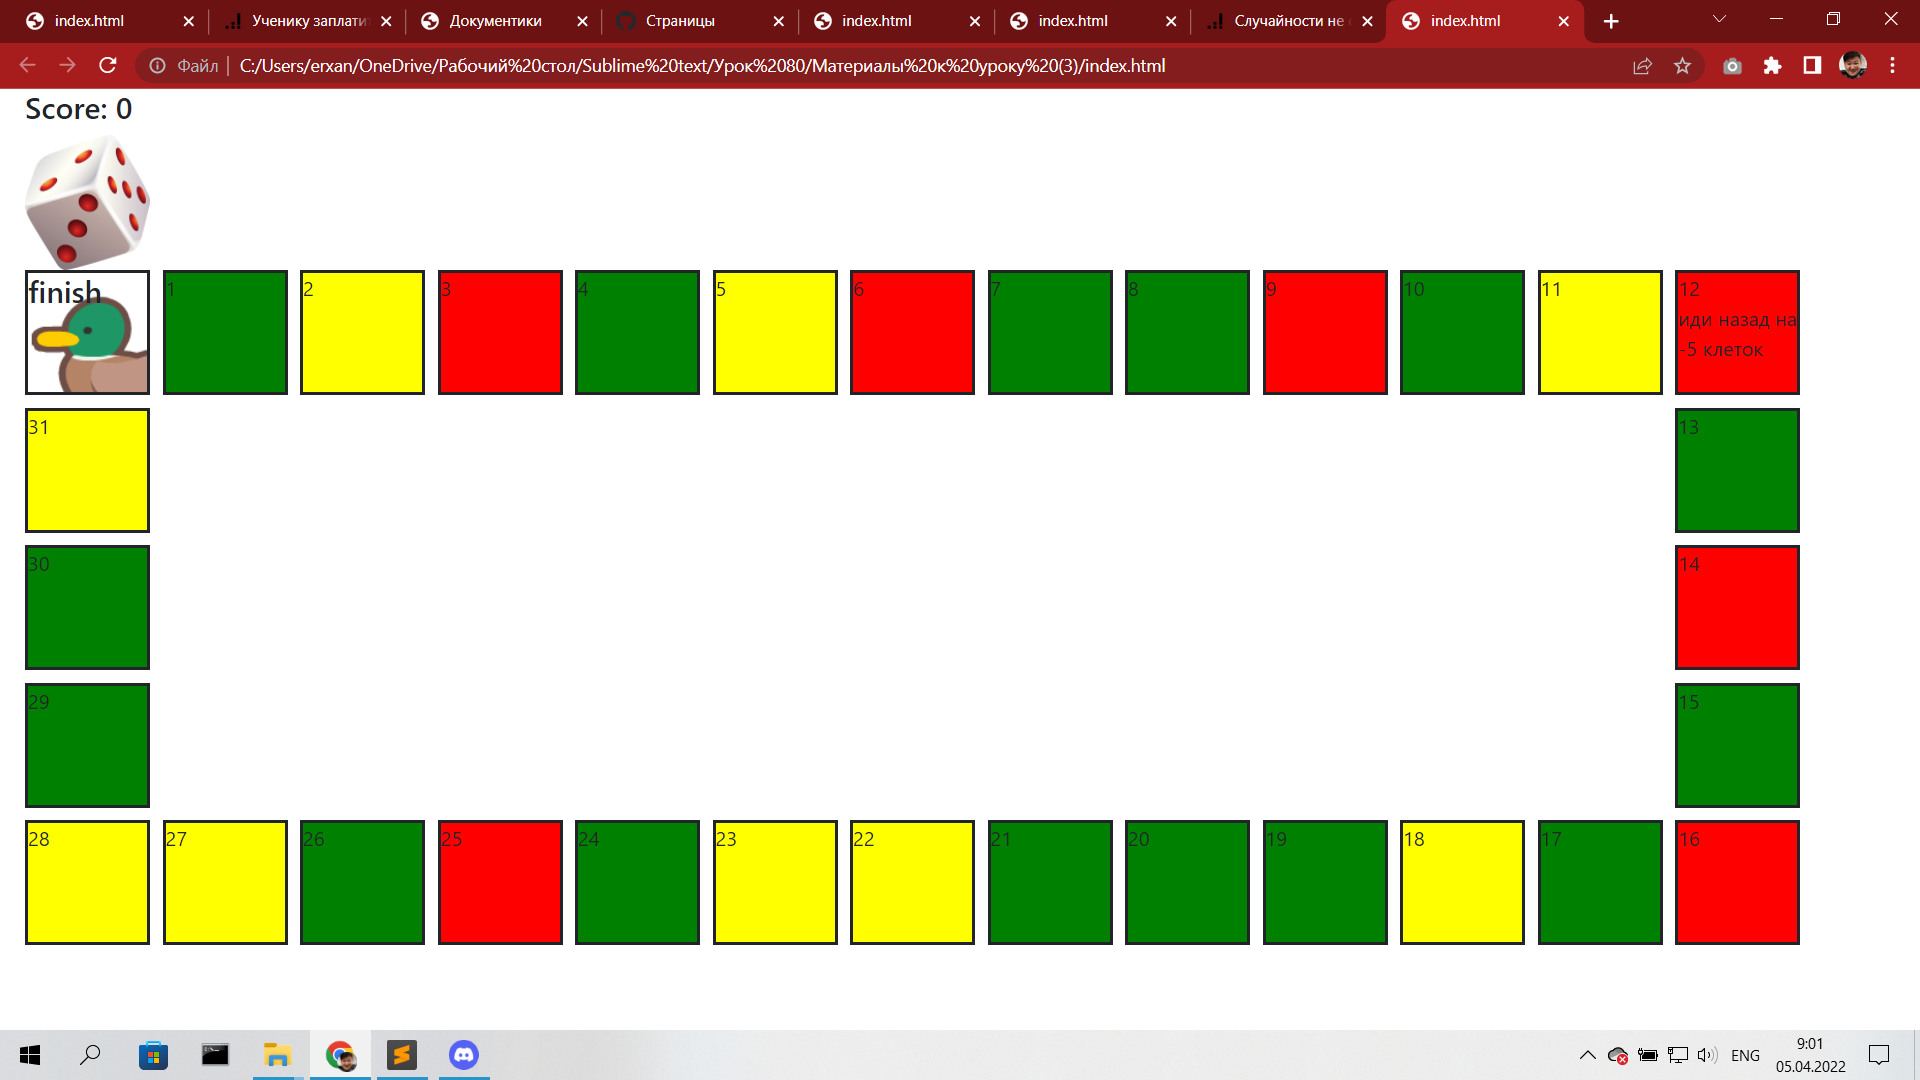 index.html
Ученику заплати
Документики
Страницы
index.html
index.html
Случайности не
index.html
Файл
C:/Users/erxan/OneDrive/Рабочий%20стол/Sublime%20text/Урок%2080/Материалы%20к%20уроку%20(3)/index.html
Score: 0
finish
1
2
3
4
5
6
7
8
9
10
11
12
иди назад на
-5 клеток
31
13
30
14
29
15
28
27
26
25
24
23
22
21
20
19
18
17
16
ENG
9:01
05.04.2022